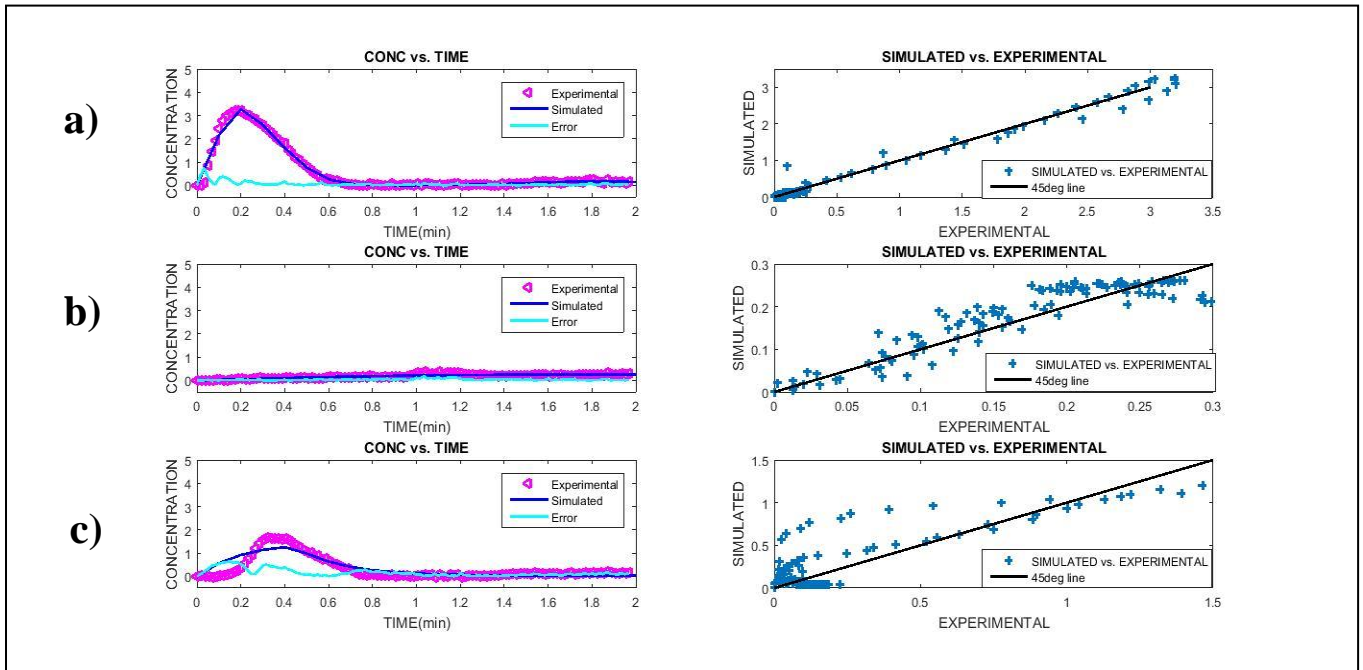 a)
CONC vs. TIME
CONCENTRATION
5
4
3
2
1
0
0 0.2 0.4 0.6 0.8 1 1.2 1.4 1.6 1.8 2
TIME(min)
Experimental
Simulated
Error
SIMULATED vs. EXPERIMENTAL
SIMULATED
3
2
1
0
0 0.5 1 1.5 2 2.5 3 3.5
EXPERIMENTAL
SIMULATED vs. EXPERIMENTAL
45deg line
b)
CONC vs. TIME
CONCENTRATION
5
4
3
2
1
0
0 0.2 0.4 0.6 0.8 1 1.2 1.4 1.6 1.8 2
TIME(min)
Experimental
Simulated
Error
SIMULATED vs. EXPERIMENTAL
SIMULATED
0.3
0.2
0.1
0
0 0.05 0.1 0.15 0.2 0.25 0.3
EXPERIMENTAL
SIMULATED vs. EXPERIMENTAL
45deg line
c)
CONC vs. TIME
CONCENTRATION
5
4
3
2
1
0
0 0.2 0.4 0.6 0.8 1 1.2 1.4 1.6 1.8 2
TIME(min)
Experimental
Simulated
Error
SIMULATED vs. EXPERIMENTAL
SIMULATED
1.5
1
0.5
0
0 0.5 1 1.5
EXPERIMENTAL
SIMULATED vs. EXPERIMENTAL
45deg line